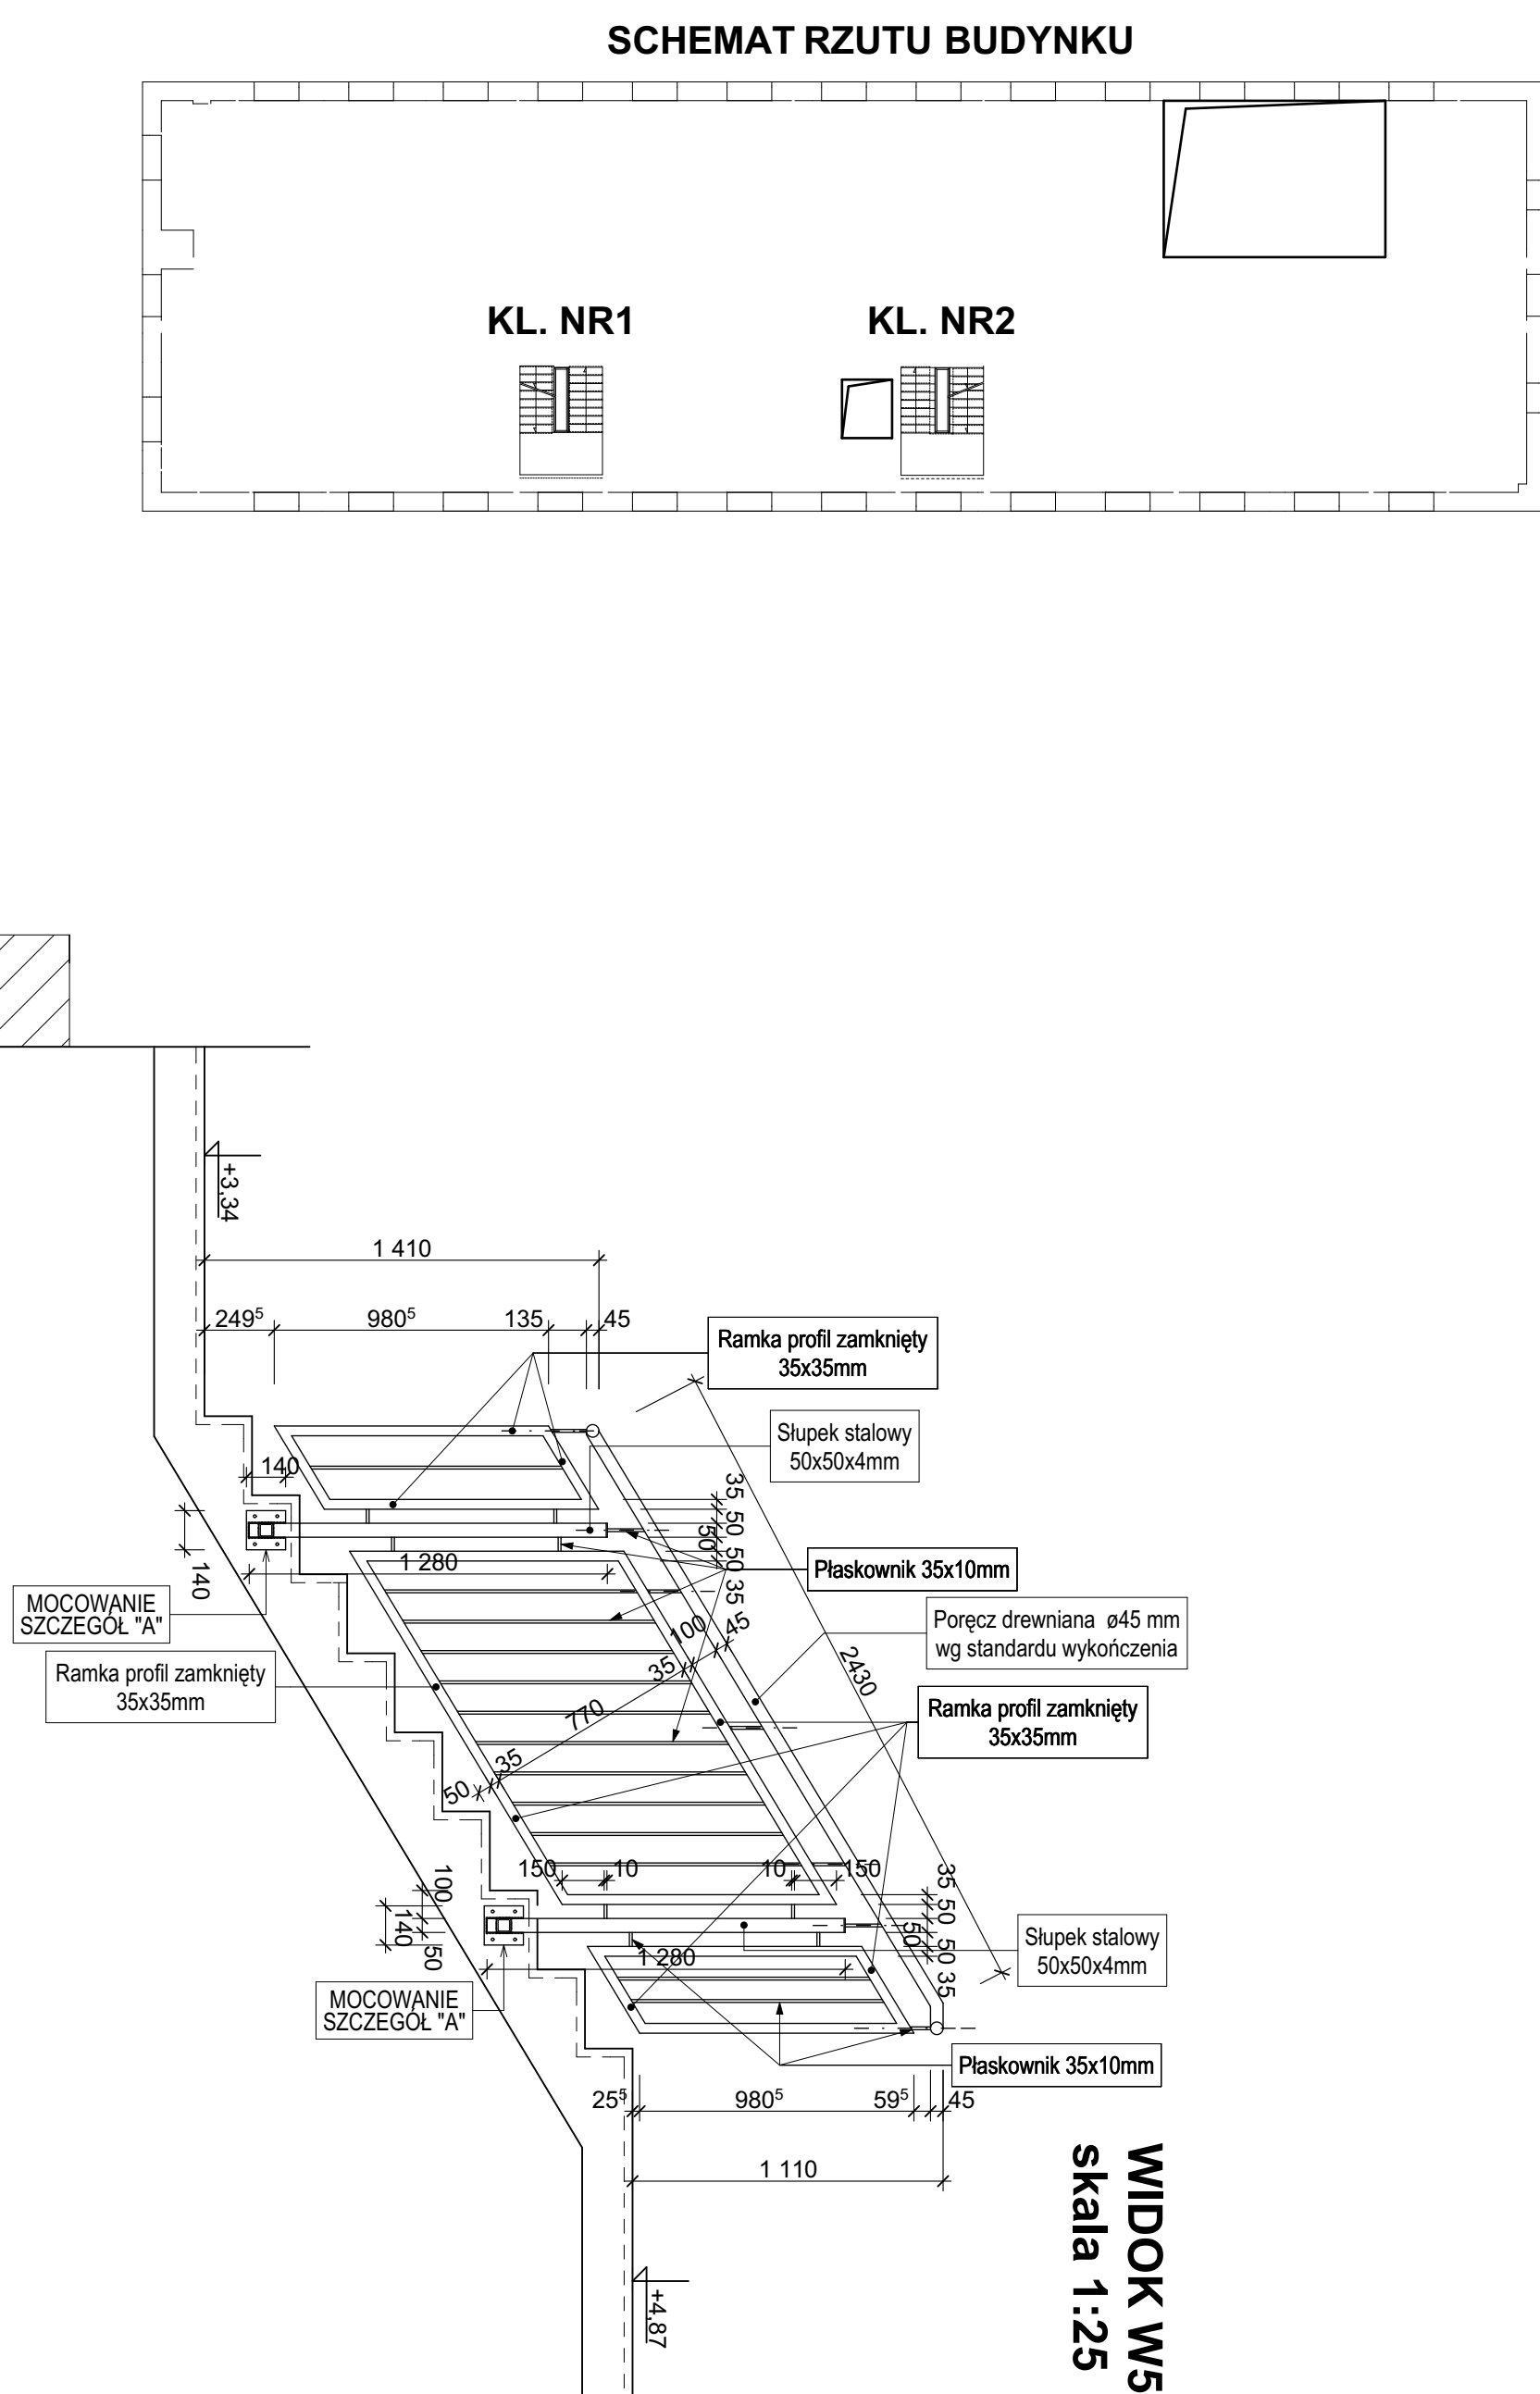 SCHEMAT RZUTU BUDYNKU
KL. NR1
KL. NR2
+3,34
1 410
249⁵
980⁵
135
45
Ramka profil zamknięty
35x35mm
Słupek stalowy
50x50x4mm
140
140
35
50
50
50
35
1 280
Płaskownik 35x10mm
MOCOWANIE
SZCZEGÓŁ "A"
Poręcz drewniana ø45 mm
wg standardu wykończenia
100
45
2430
35
770
35
50
Ramka profil zamknięty
35x35mm
Ramka profil zamknięty
35x35mm
150
10
10
150
100
140
50
35
50
50
50
35
1 280
Słupek stalowy
50x50x4mm
MOCOWANIE
SZCZEGÓŁ "A"
Płaskownik 35x10mm
25⁵
980⁵
59⁵
45
1 110
+4,87
WIDOK W5
skala 1:25